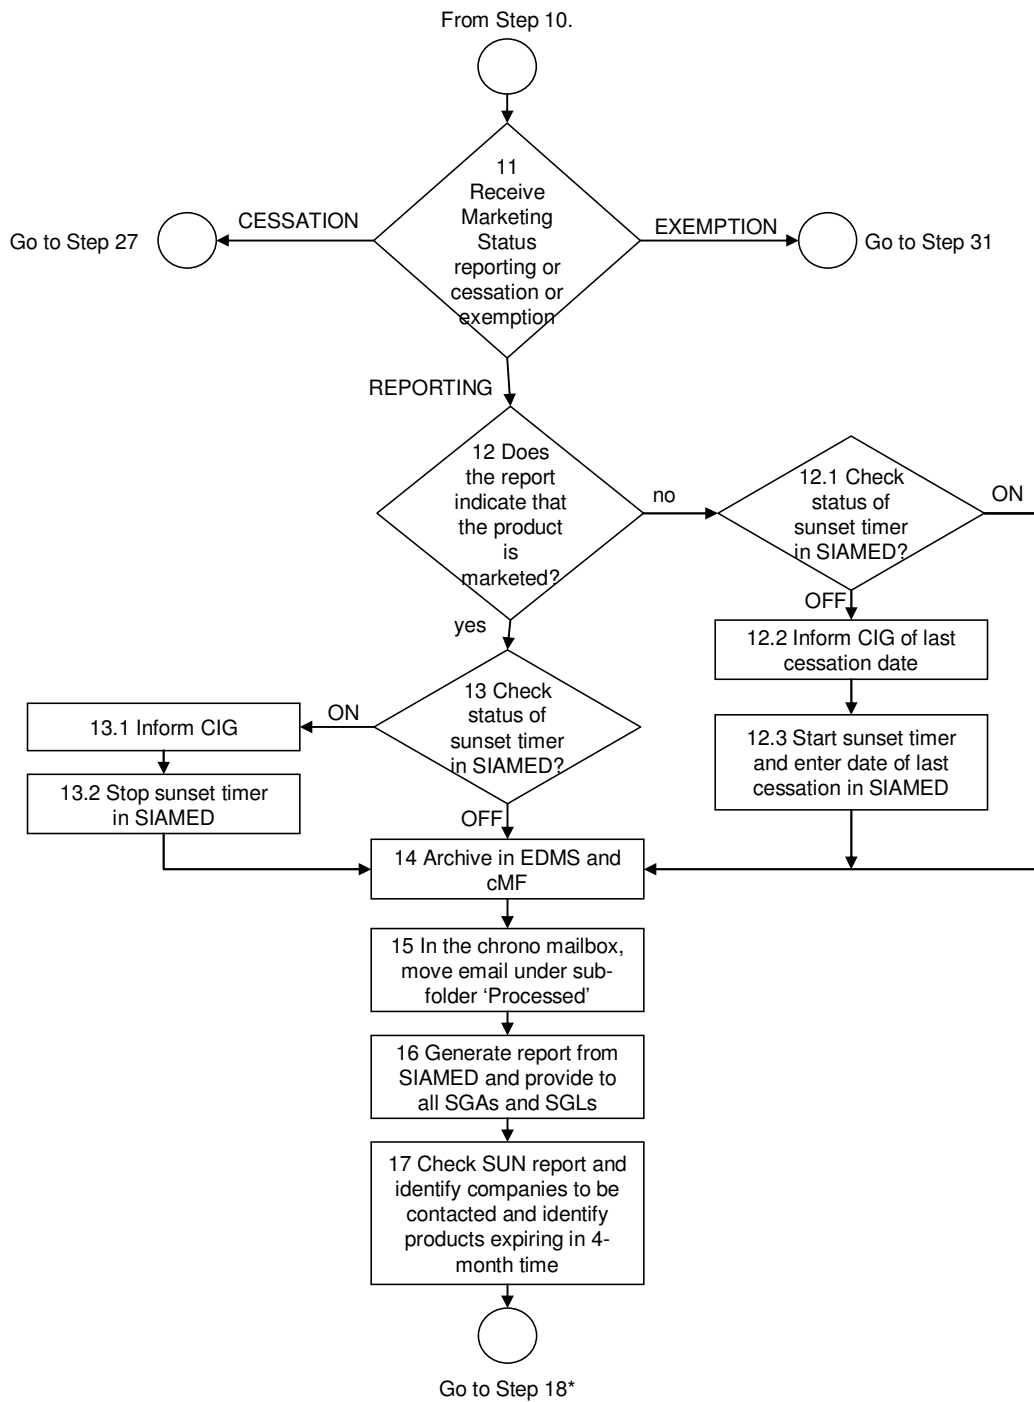 From Step 10.
11
Receive
Marketing
Status
reporting or
cessation or
exemption
CESSATION
Go to Step 27
EXEMPTION
Go to Step 31
REPORTING
12 Does
the report
indicate that
the product
is
marketed?
no
12.1 Check
status of
sunset timer
in SIAMED?
ON
OFF
12.2 Inform CIG of last
cessation date
12.3 Start sunset timer
and enter date of last
cessation in SIAMED
yes
13 Check
status of
sunset timer
in SIAMED?
ON
13.1 Inform CIG
13.2 Stop sunset timer
in SIAMED
OFF
14 Archive in EDMS and
cMF
15 In the chrono mailbox,
move email under sub-
folder ‘Processed’
16 Generate report from
SIAMED and provide to
all SGAs and SGLs
17 Check SUN report and
identify companies to be
contacted and identify
products expiring in 4-
month time
Go to Step 18*